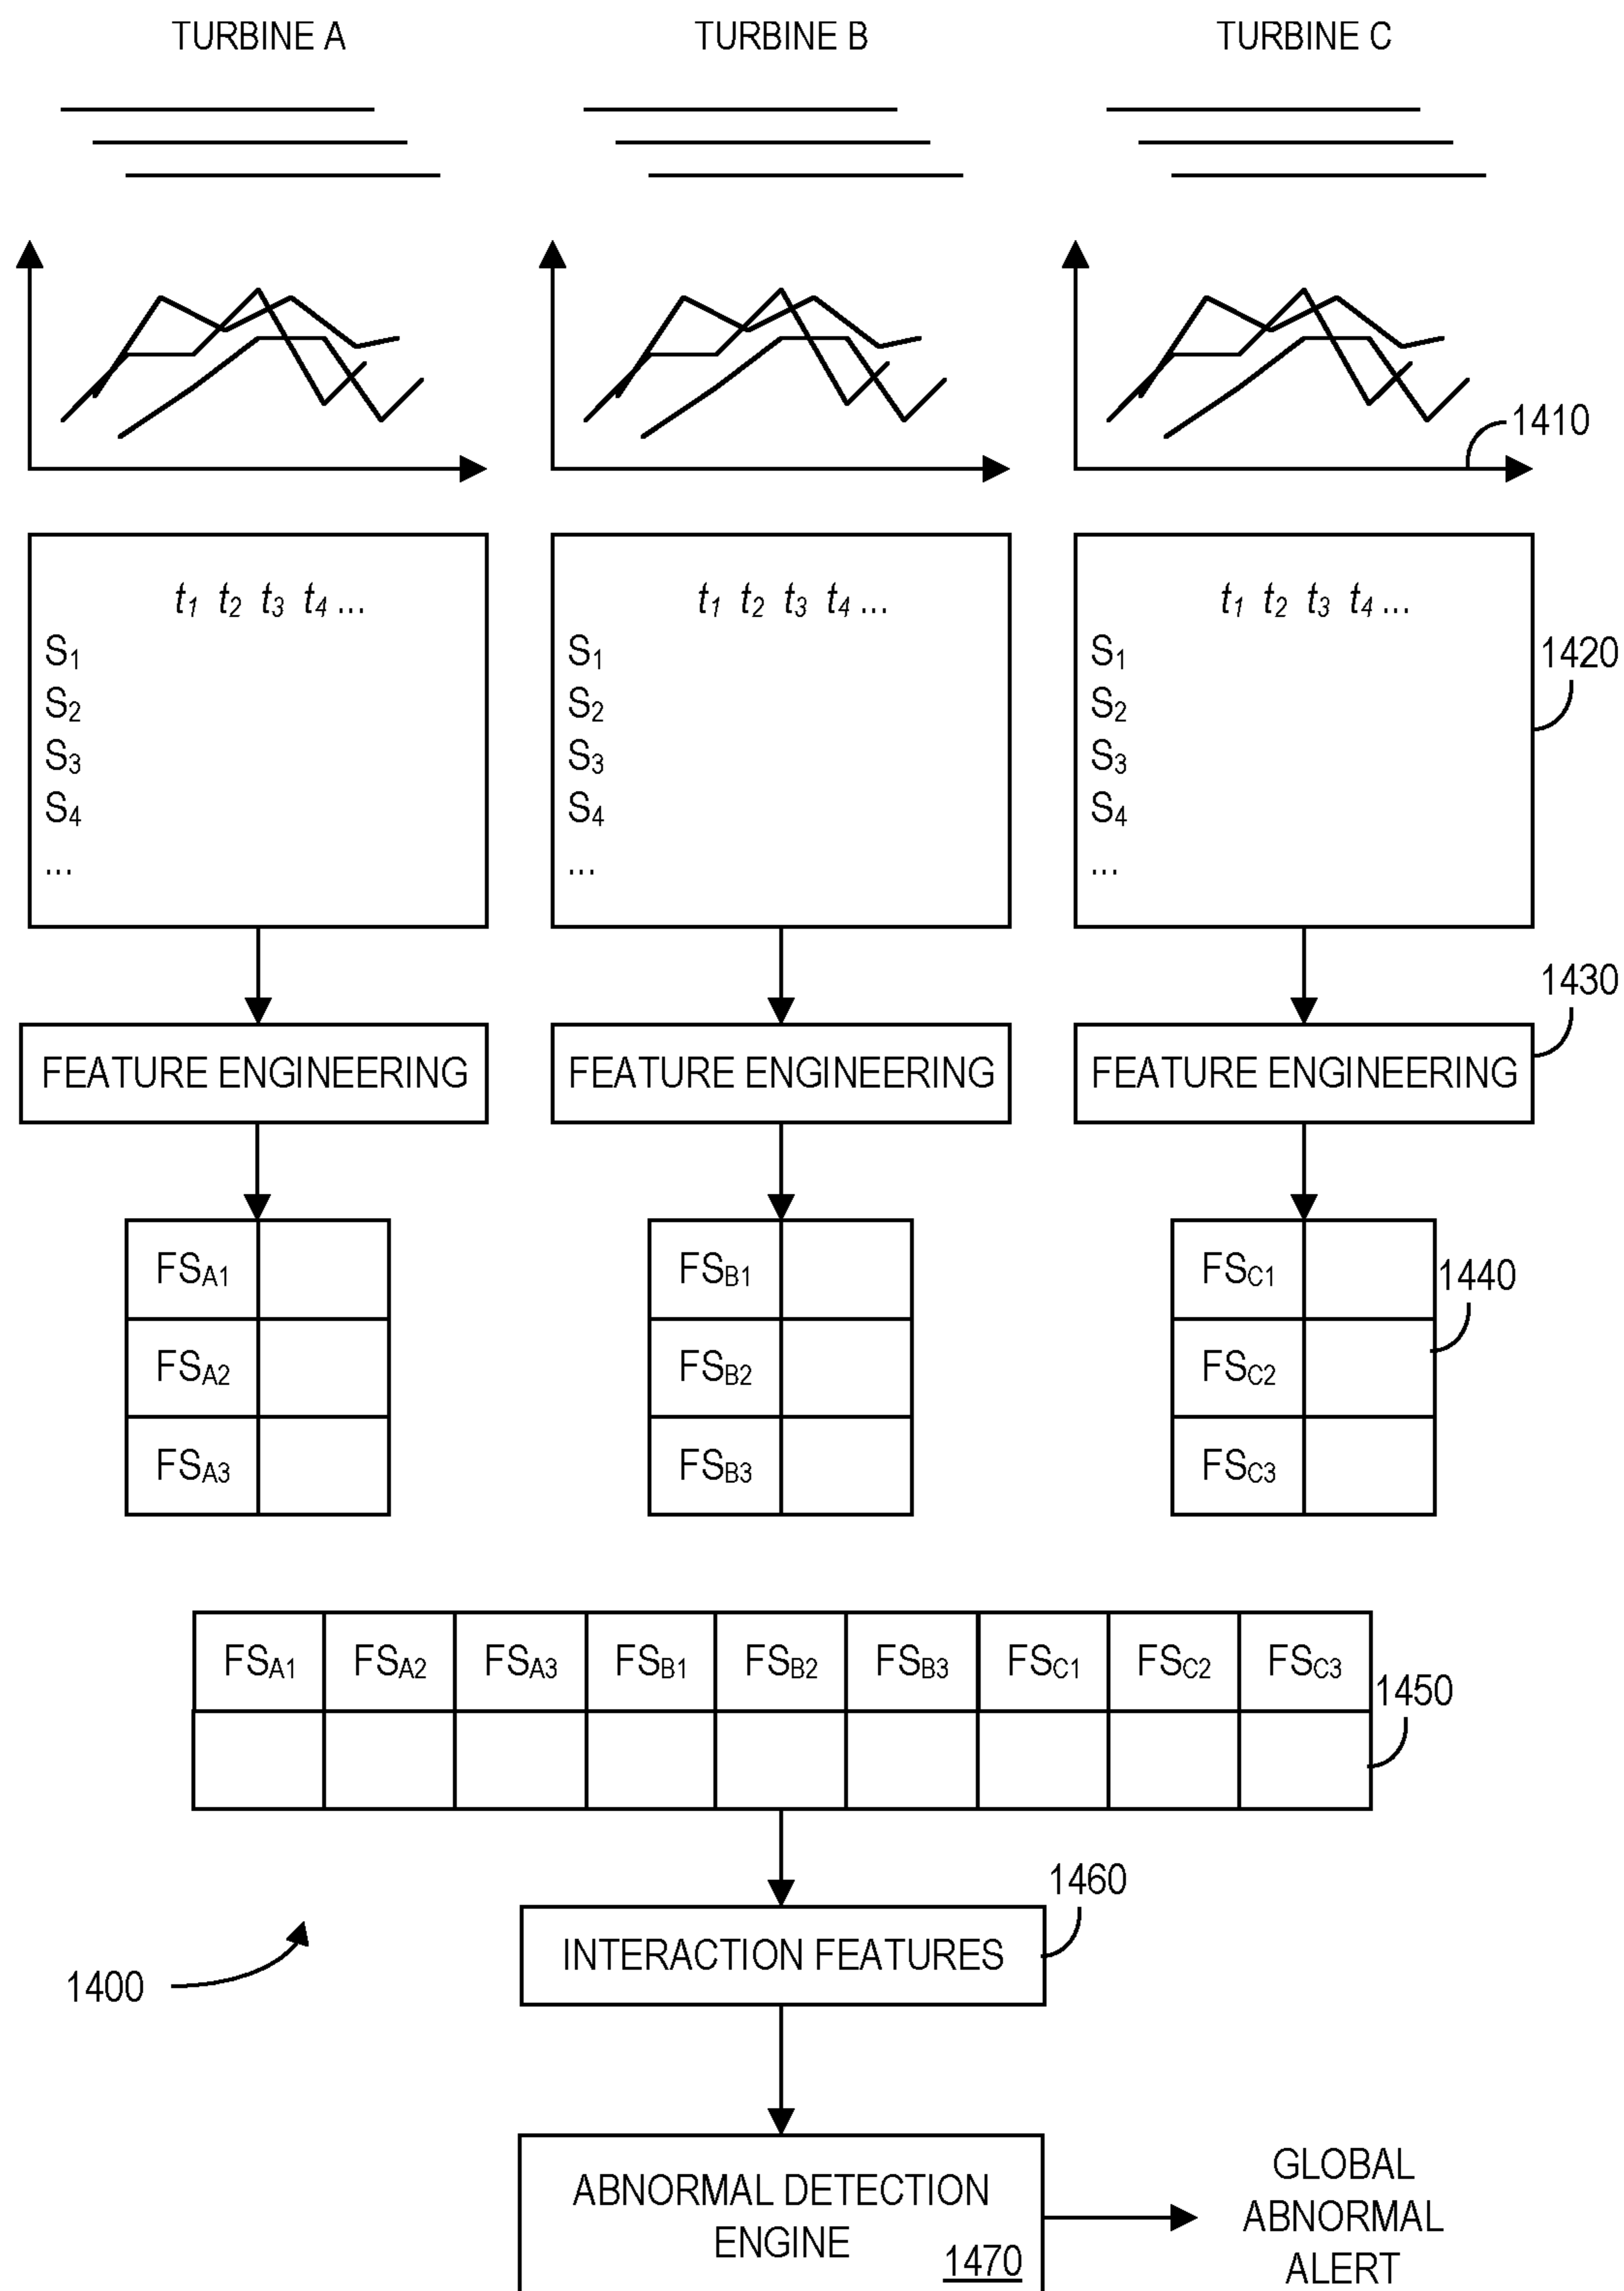 TURBINE A TURBINE B TURBINE C
1410
t1 t2 t3 t4 ... t1 t2 t3 t4 ... t1 t2 t3 t4 ...
S1 S1 S1 1420
S2 S2 S2
S3 S3 S3
S4 S4 S4
... ... ...
1430
FEATURE ENGINEERING FEATURE ENGINEERING FEATURE ENGINEERING
FSA1 FSB1 FSC1 1440
FSA2 FSB2 FSC2
FSA3 FSB3 FSC3
FSA1 FSA2 FSA3 FSB1 FSB2 FSB3 FSC1 FSC2 FSC3
1450
1460
INTERACTION FEATURES
1400
ABNORMAL DETECTION
ENGINE 1470
GLOBAL
ABNORMAL
ALERT